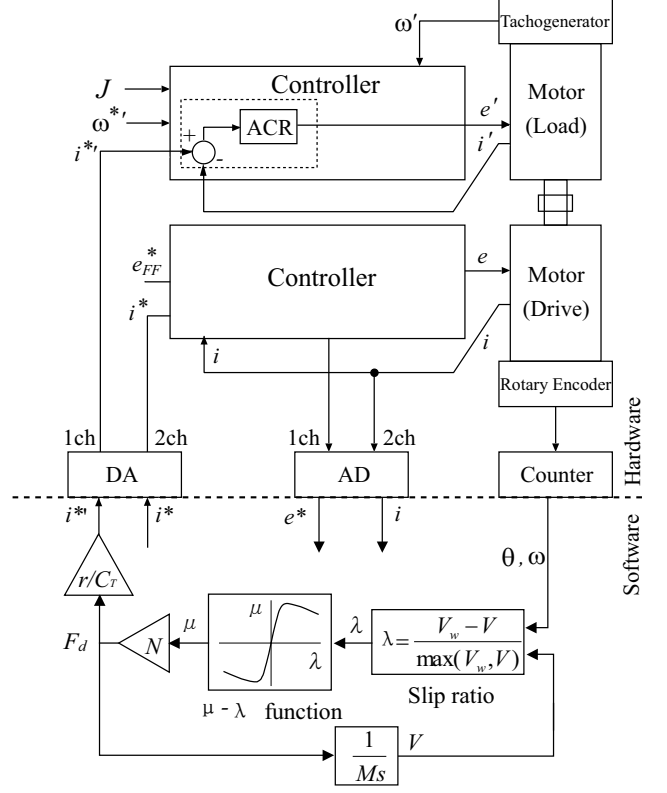 Tachogenerator
ω′
Controller
Motor
(Load)
J
ω*′
i*′
+
-
ACR
e′
i′
Controller
Motor
(Drive)
e*FF
i*
e
i
i
Rotary Encoder
1ch
2ch
1ch
2ch
DA
AD
Counter
Hardware
Software
i*′
i*
e*
i
θ, ω
r/CT
Fd
N
μ
μ
λ
λ
λ = Vw − V / max(Vw, V)
μ - λ function
Slip ratio
1/Ms
V